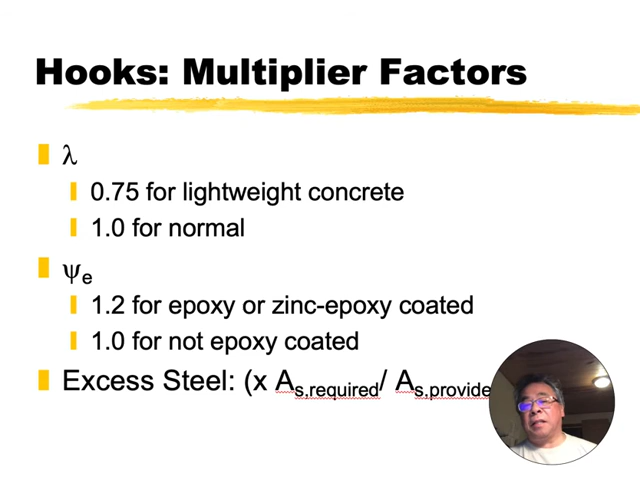 Hooks: Multiplier Factors
λ
0.75 for lightweight concrete
1.0 for normal
ψe
1.2 for epoxy or zinc-epoxy coated
1.0 for not epoxy coated
Excess Steel: (x As,required/ As,provide